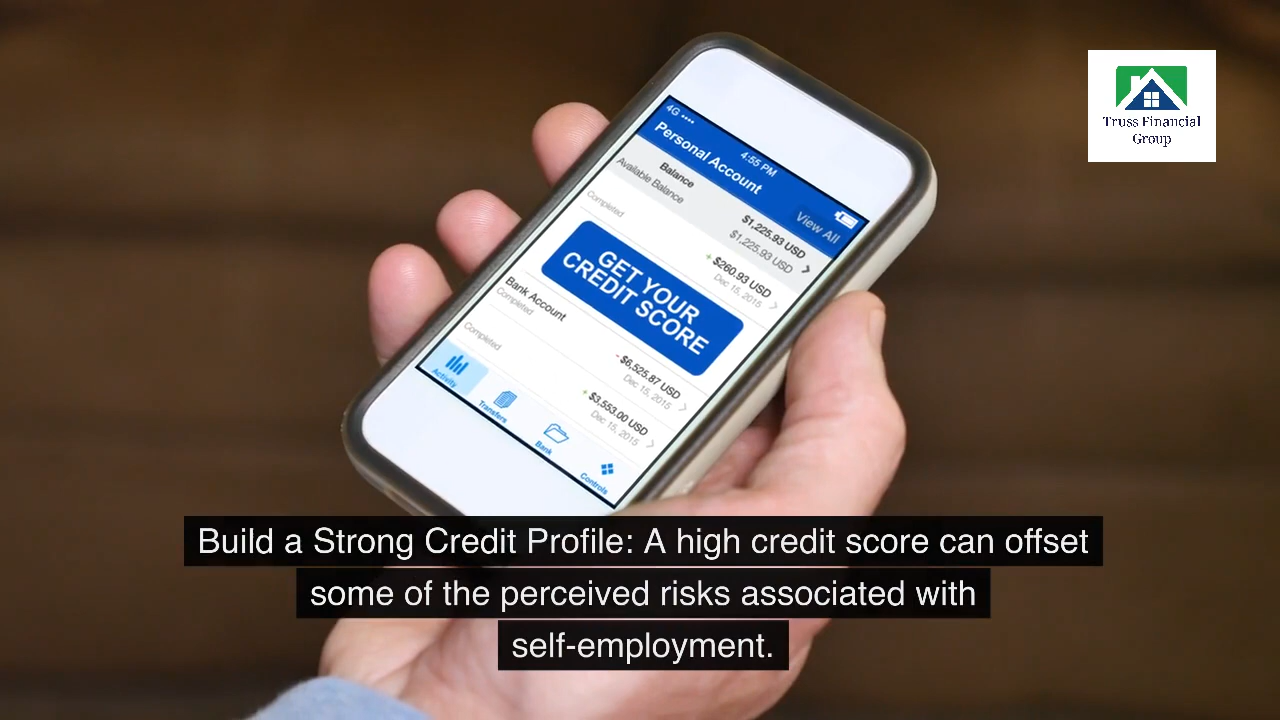 Truss Financial
Group
4G
4:55 PM
Personal Account
View All
Balance
$1,225.93 USD
Available Balance
$1,225.93 USD
Completed
+ $260.93 USD
Dec 15, 2015
GET YOUR
CREDIT SCORE
Bank Account
Completed
- $6,525.87 USD
Dec 15, 2015
Completed
+ $3,553.00 USD
Dec 15, 2015
Activity
Transfers
Bank
Controls
Build a Strong Credit Profile: A high credit score can offset
some of the perceived risks associated with
self-employment.